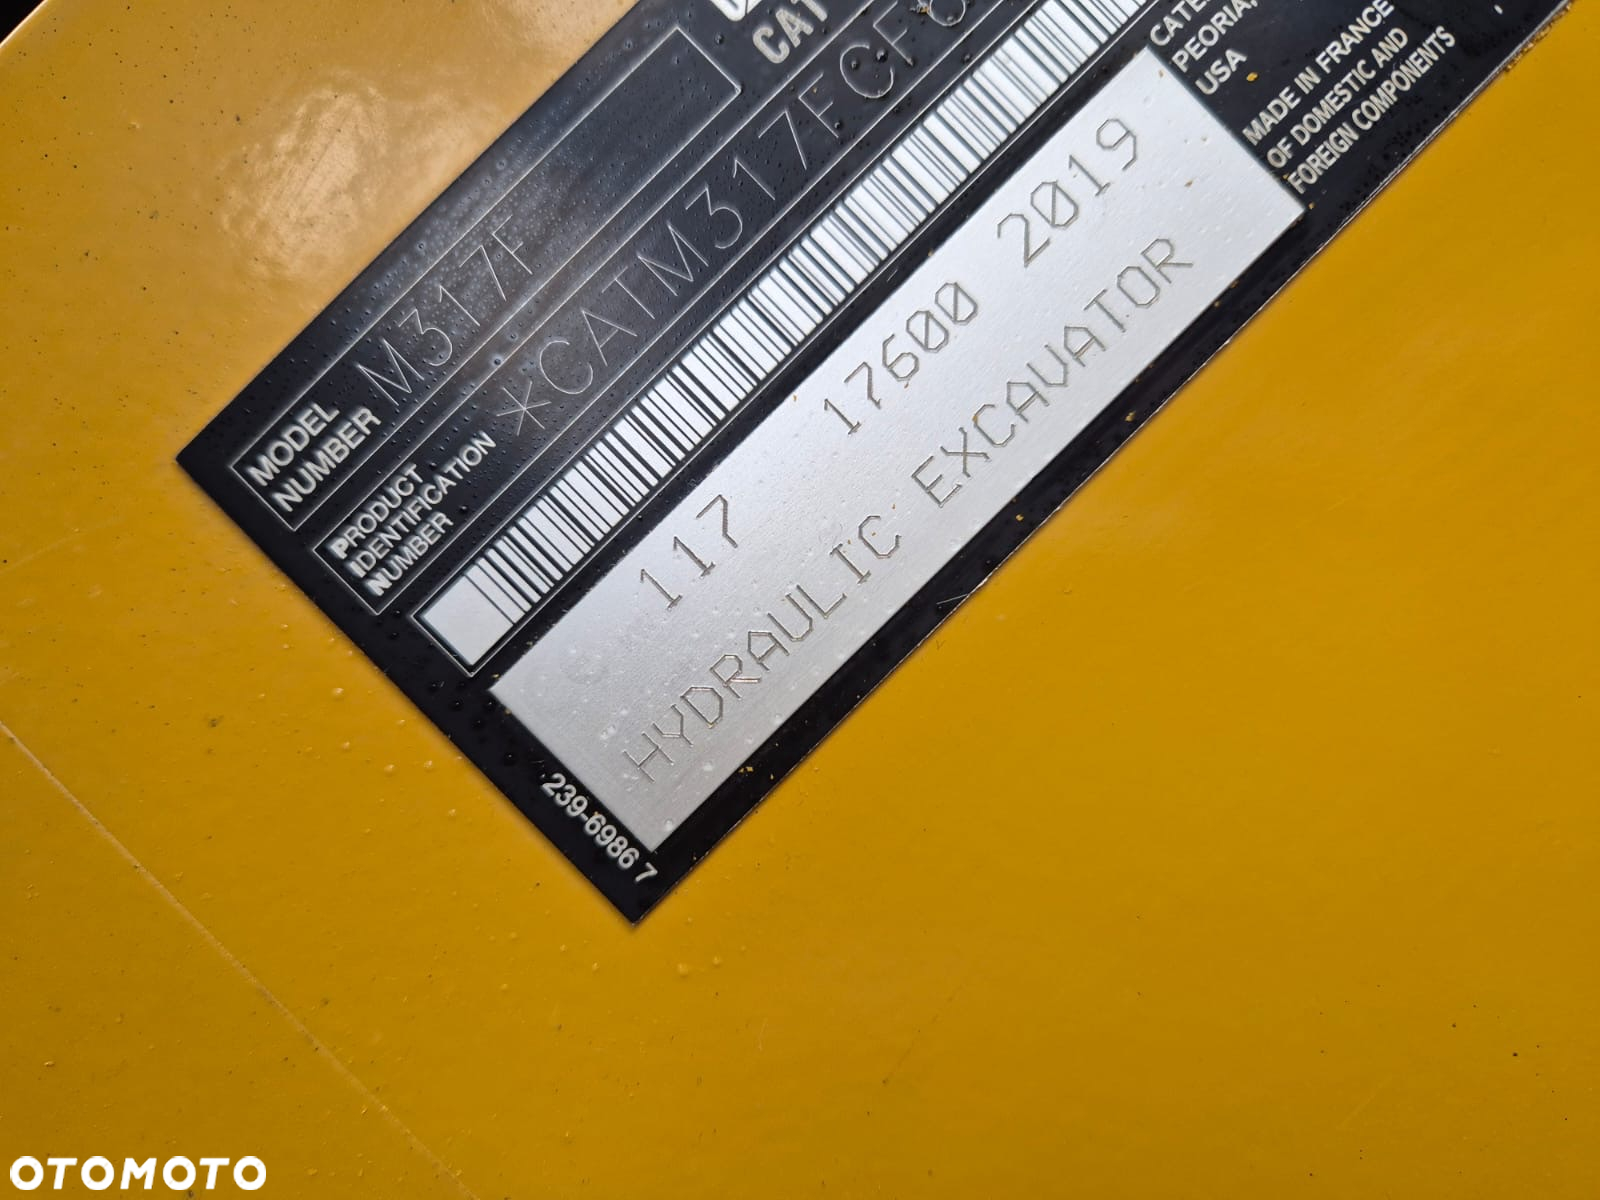 CAT
MODEL
NUMBER
M317F
PRODUCT
IDENTIFICATION
NUMBER
*CATM317FCF
PEORIA,
USA
MADE IN FRANCE
OF DOMESTIC AND
FOREIGN COMPONENTS
117 17600 2019
HYDRAULIC EXCAVATOR
239-6986 7
OTOMOTO